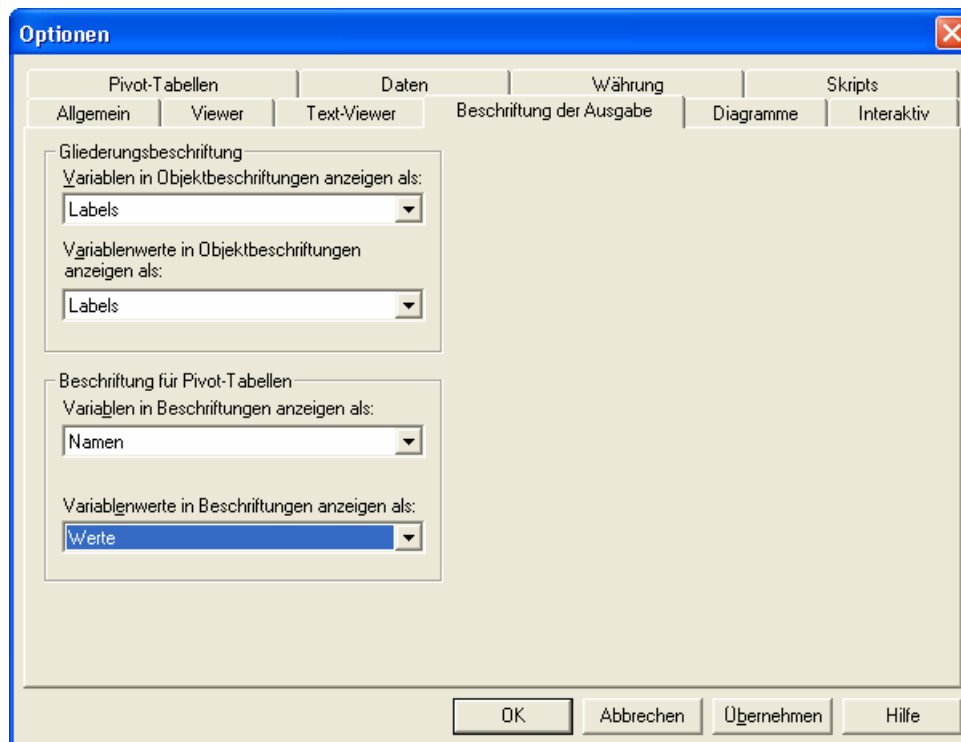 Optionen
Pivot-Tabellen Daten Währung Skripts
Allgemein Viewer Text-Viewer Beschriftung der Ausgabe Diagramme Interaktiv
Gliederungsbeschriftung
Variablen in Objektbeschriftungen anzeigen als:
Labels
Variablenwerte in Objektbeschriftungen
anzeigen als:
Labels
Beschriftung für Pivot-Tabellen
Variablen in Beschriftungen anzeigen als:
Namen
Variablenwerte in Beschriftungen anzeigen als:
Werte
OK Abbrechen Übernehmen Hilfe